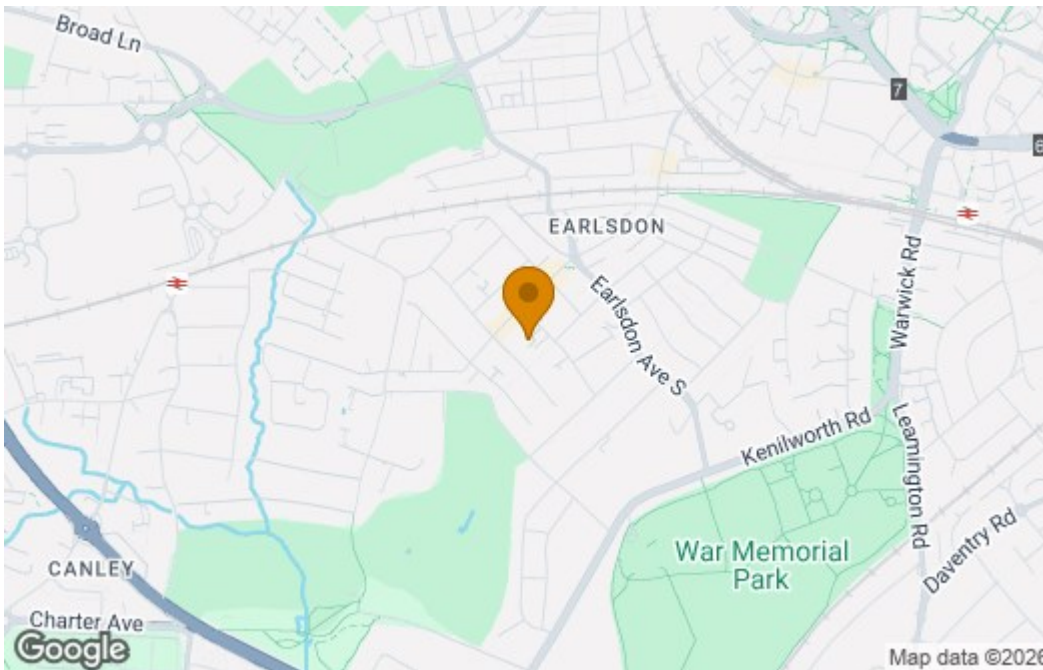 Broad Ln
7
6
EARLSDON
Earlsdon Ave S
Warwick Rd
Kenilworth Rd
Leamington Rd
War Memorial
Park
Daventry Rd
CANLEY
Charter Ave
Google
Map data ©2026